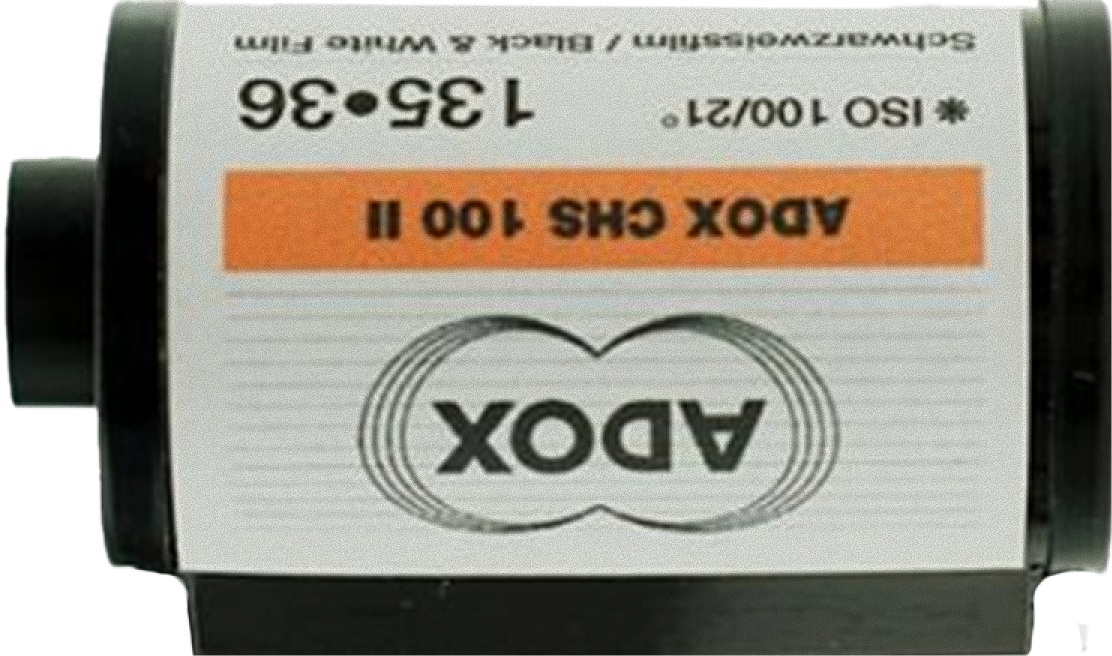 ADOX
ADOX CHS 100 II
* ISO 100/21° 135•36
Schwarzweissfilm / Black & White Film